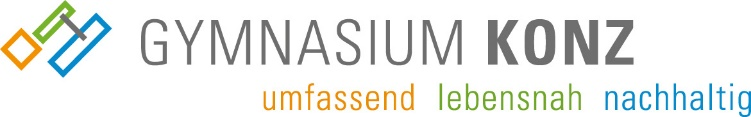 GYMNASIUM KONZ
umfassend lebensnah nachhaltig